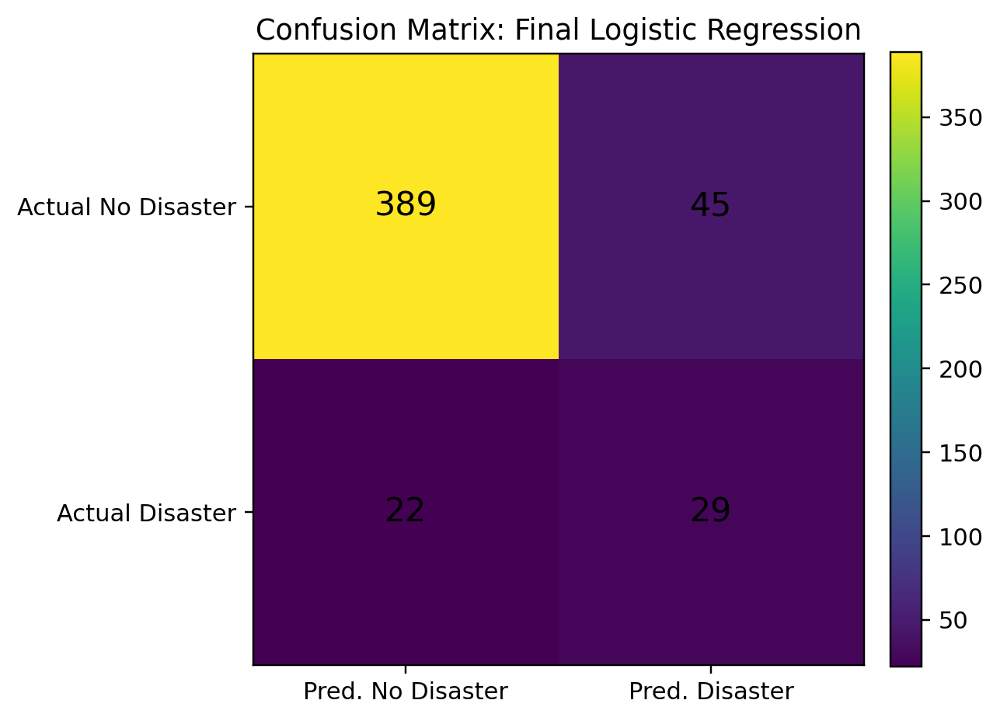 Confusion Matrix: Final Logistic Regression
Actual No Disaster
389
45
Actual Disaster
22
29
Pred. No Disaster
Pred. Disaster
350
300
250
200
150
100
50